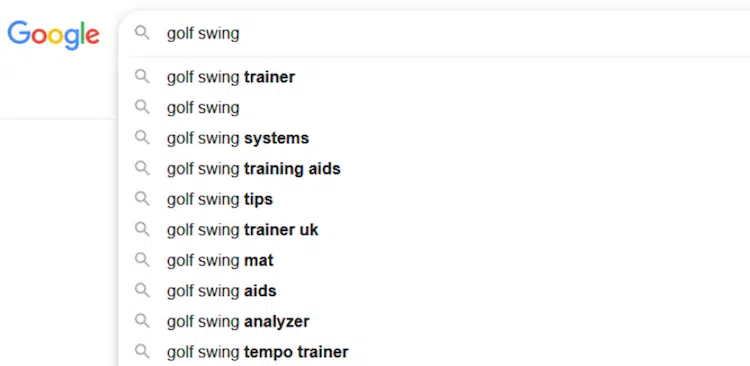 Google
golf swing
golf swing trainer
golf swing
golf swing systems
golf swing training aids
golf swing tips
golf swing trainer uk
golf swing mat
golf swing aids
golf swing analyzer
golf swing tempo trainer